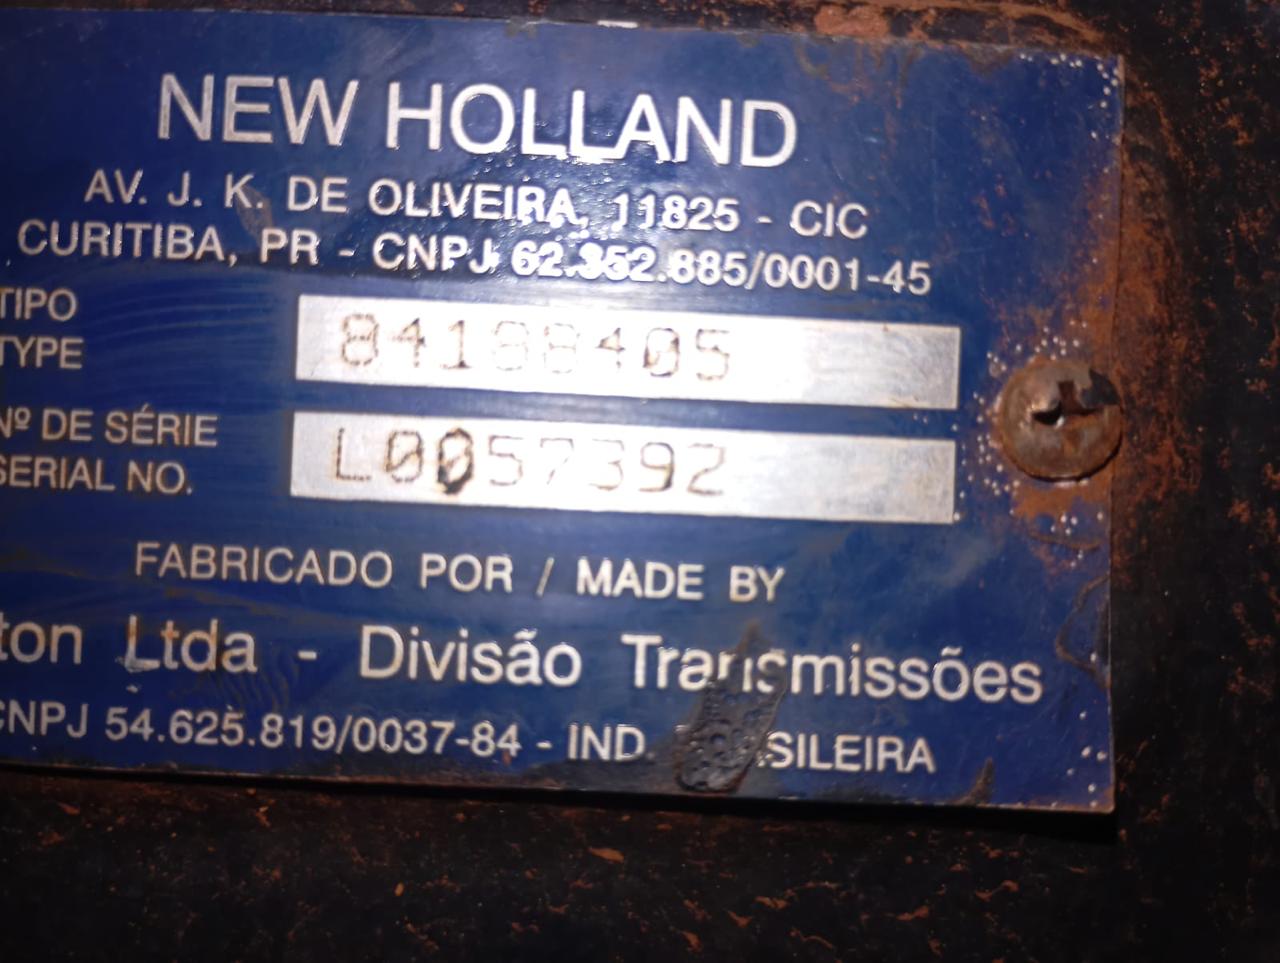 NEW HOLLAND
AV. J. K. DE OLIVEIRA, 11825 - CIC
CURITIBA, PR - CNPJ 62.352.885/0001-45
TIPO
TYPE
84198405
Nº DE SÉRIE
SERIAL NO.
L0057392
FABRICADO POR / MADE BY
ton Ltda - Divisão Transmissões
CNPJ 54.625.819/0037-84 - IND.